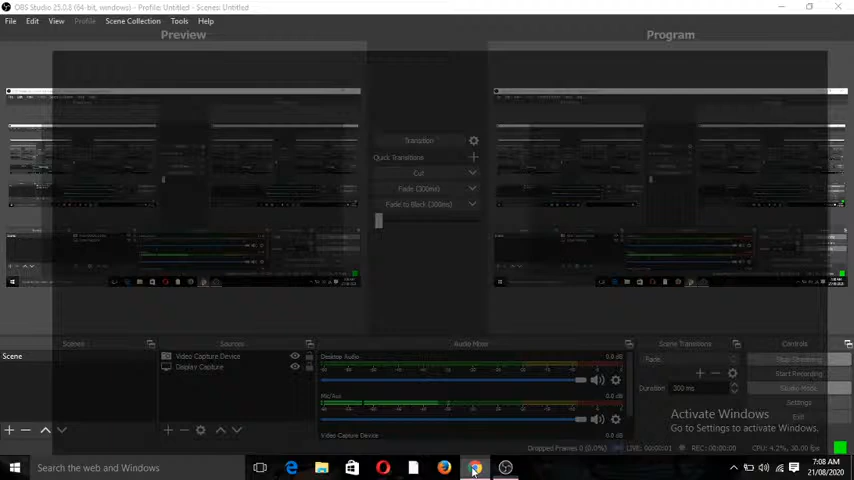 OBS Studio 25.0.8 (64-bit, windows) - Profile: Untitled - Scenes: Untitled
File Edit View Profile Scene Collection Tools Help
Preview
Program
Transition
Quick Transitions
Cut
Fade (300ms)
Fade to Black (300ms)
Scenes
Sources
Audio Mixer
Scene Transitions
Controls
Scene
Video Capture Device
Display Capture
Desktop Audio 0.0 dB
Mic/Aux 0.0 dB
Video Capture Device
Fade
Duration 300 ms
Stop Streaming
Start Recording
Studio Mode
Settings
Exit
Activate Windows
Go to Settings to activate Windows.
Dropped Frames 0 (0.0%) LIVE: 00:00:01 REC: 00:00:00 CPU: 4.2%, 30.00 fps
Search the web and Windows
7:08 AM
21/08/2020